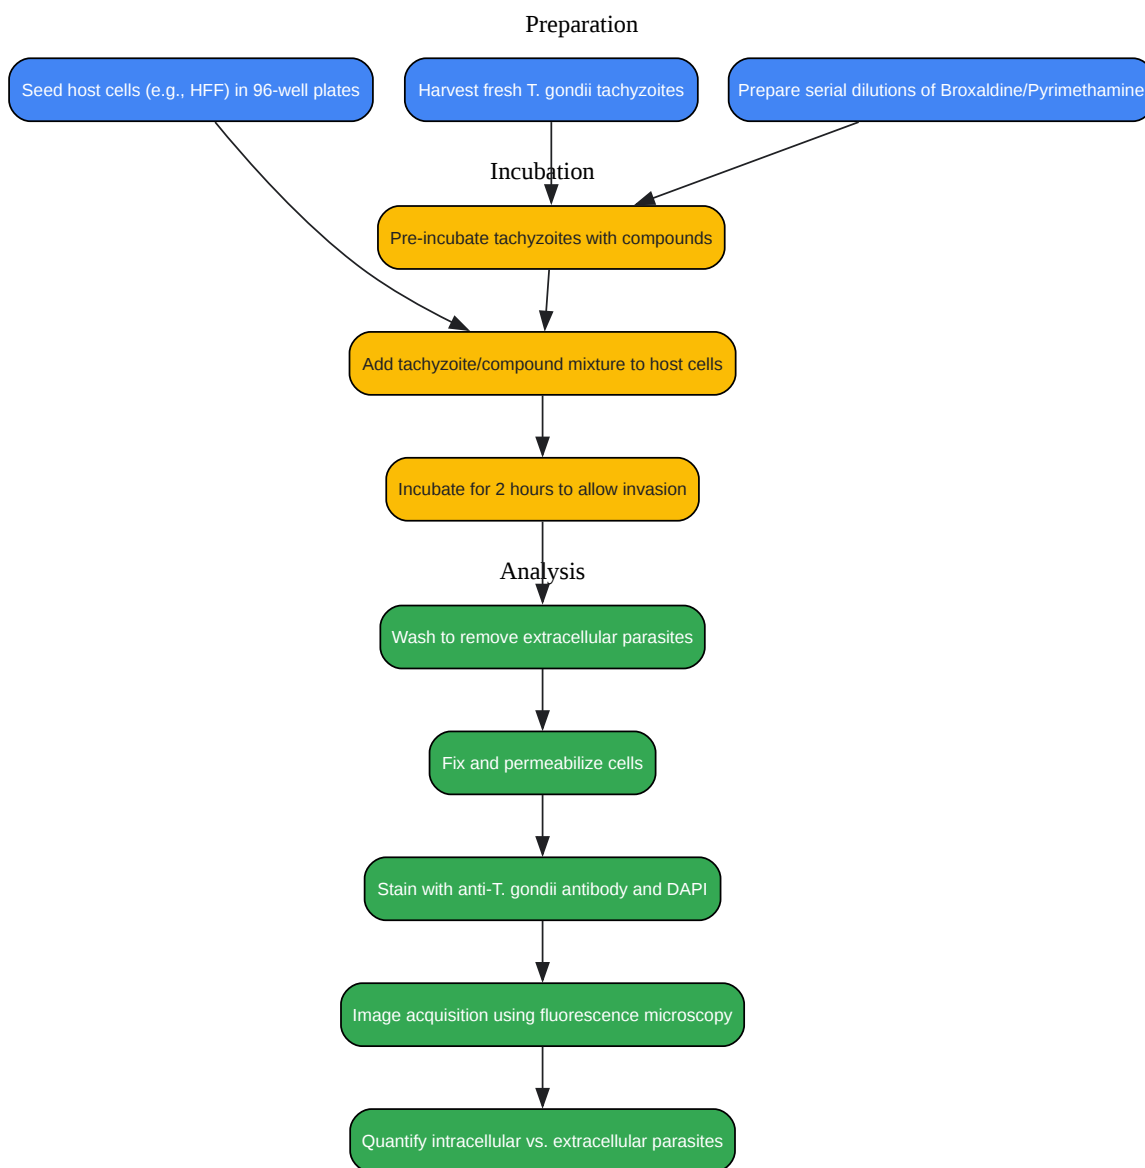 Preparation
Seed host cells (e.g., HFF) in 96-well plates
Harvest fresh T. gondii tachyzoites
Prepare serial dilutions of Broxaldine/Pyrimethamine
Incubation
Pre-incubate tachyzoites with compounds
Add tachyzoite/compound mixture to host cells
Incubate for 2 hours to allow invasion
Analysis
Wash to remove extracellular parasites
Fix and permeabilize cells
Stain with anti-T. gondii antibody and DAPI
Image acquisition using fluorescence microscopy
Quantify intracellular vs. extracellular parasites